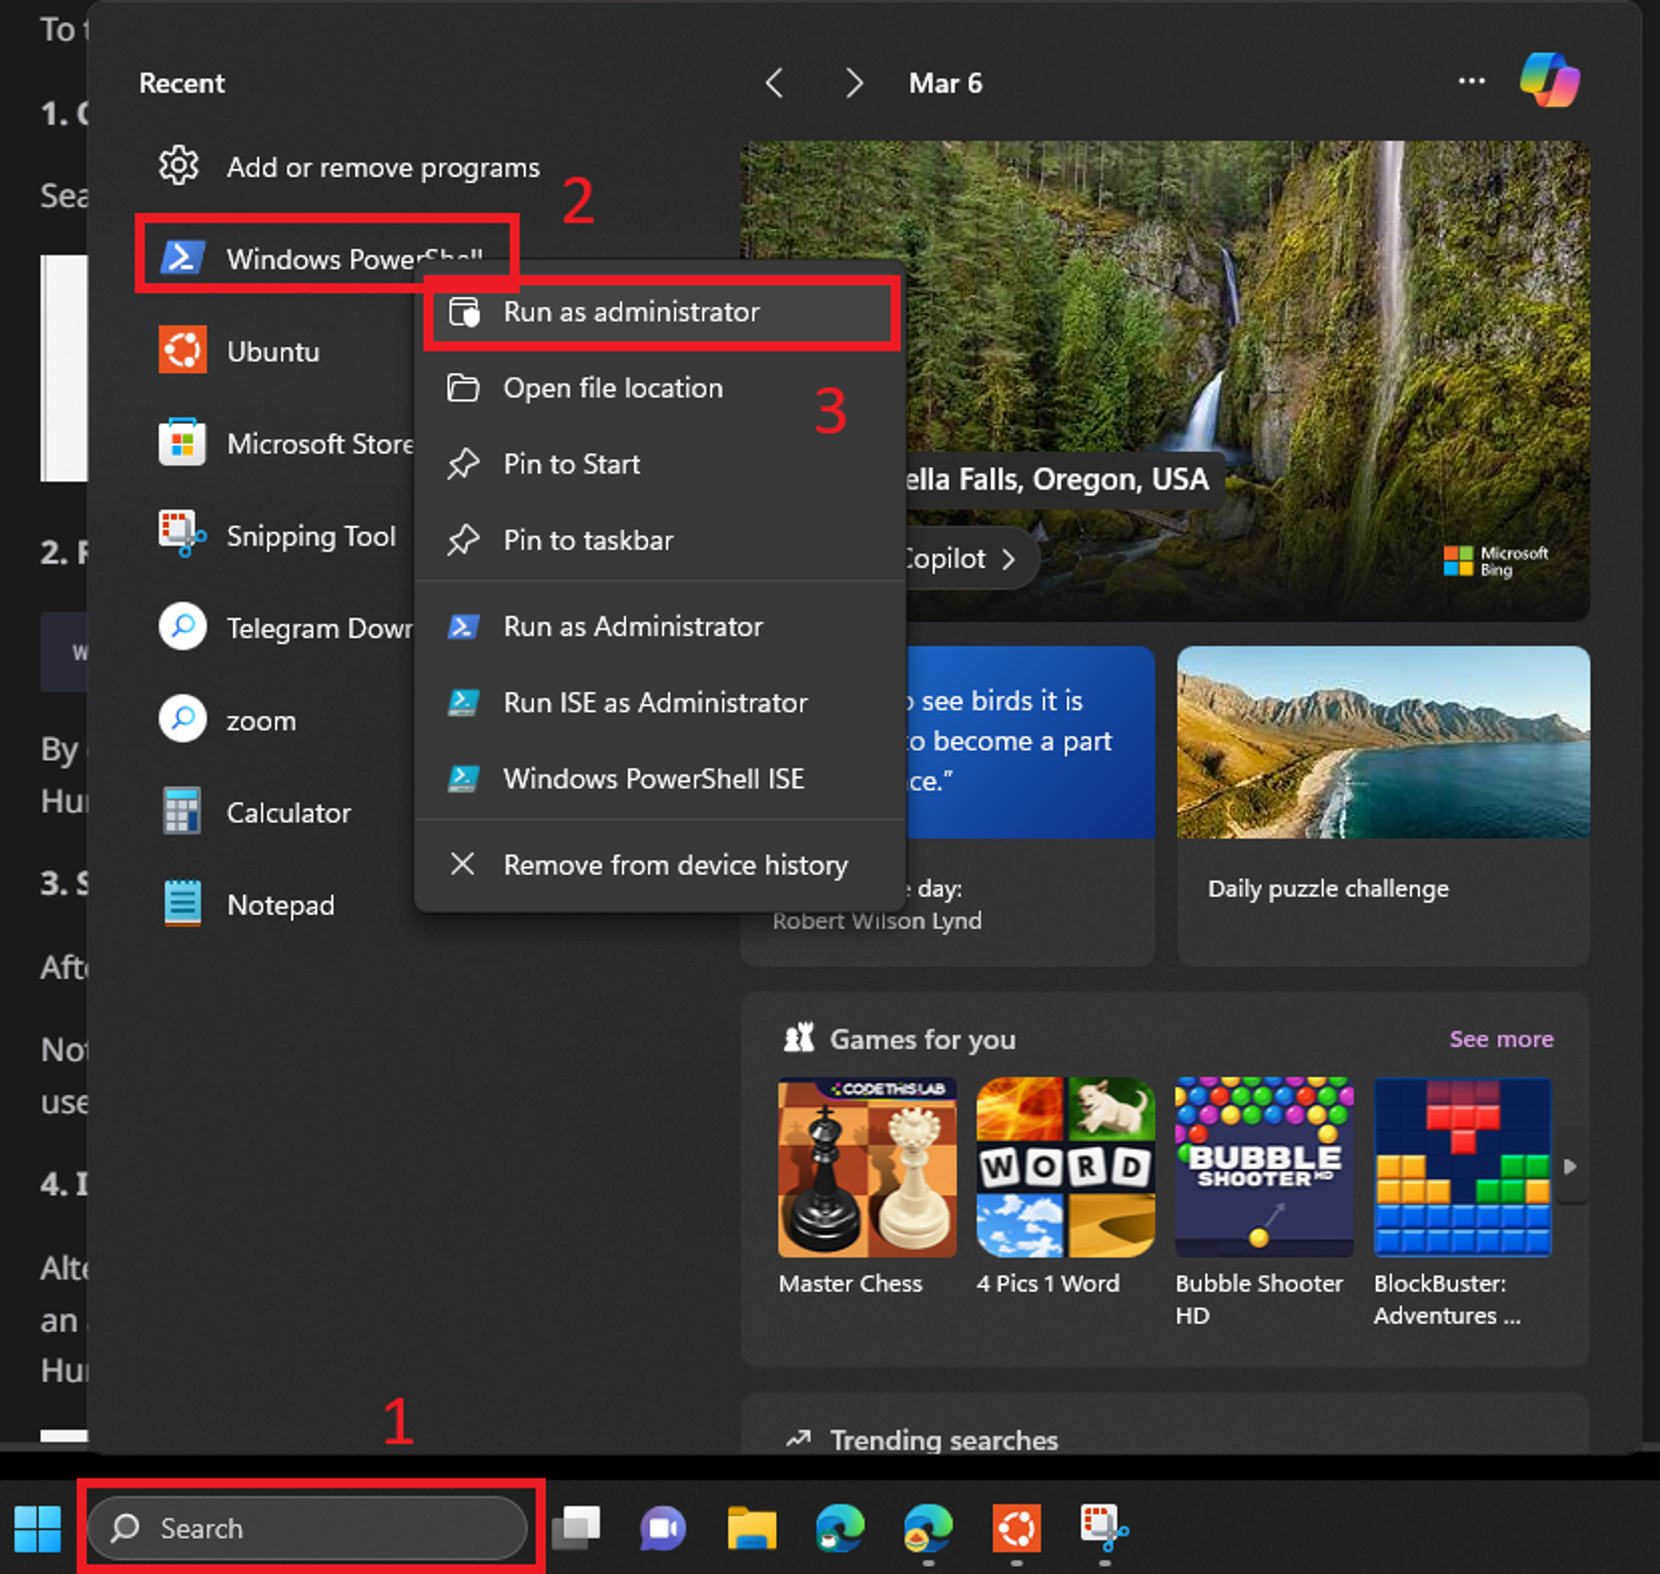 To
1.
Sea
2.
W
By
Hu
3. S
Afte
Not
use
4. I
Alte
an
Hu
Recent
Add or remove programs
2
Windows PowerShell
Ubuntu
Microsoft Store
Snipping Tool
Telegram Down
zoom
Calculator
Notepad
Run as administrator
Open file location
3
Pin to Start
Pin to taskbar
Run as Administrator
Run ISE as Administrator
Windows PowerShell ISE
Remove from device history
Mar 6
ella Falls, Oregon, USA
Copilot
Microsoft
Bing
o see birds it is
to become a part
ce.”
e day:
Robert Wilson Lynd
Daily puzzle challenge
Games for you
See more
CODETHISLAB
WORD
BUBBLE
SHOOTER HD
Master Chess
4 Pics 1 Word
Bubble Shooter
HD
BlockBuster:
Adventures ...
Trending searches
1
Search